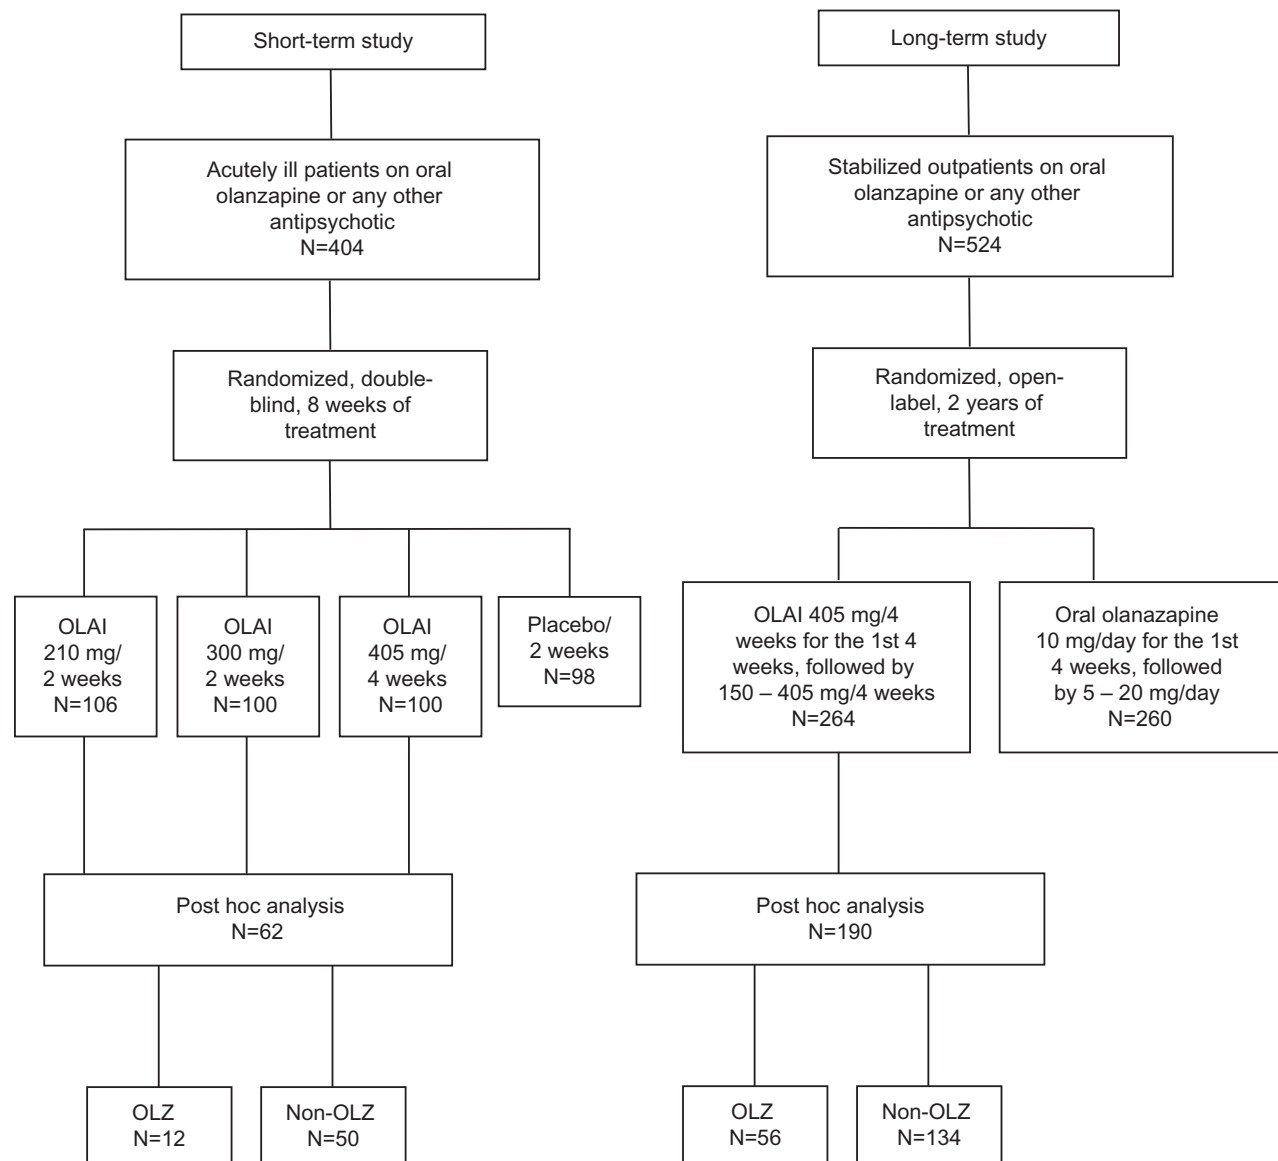 Short-term study
Acutely ill patients on oral
olanzapine or any other
antipsychotic
N=404
Randomized, double-
blind, 8 weeks of
treatment
OLAI
210 mg/
2 weeks
N=106
OLAI
300 mg/
2 weeks
N=100
OLAI
405 mg/
4 weeks
N=100
Placebo/
2 weeks
N=98
Post hoc analysis
N=62
OLZ
N=12
Non-OLZ
N=50
Long-term study
Stabilized outpatients on oral
olanzapine or any other
antipsychotic
N=524
Randomized, open-
label, 2 years of
treatment
OLAI 405 mg/4
weeks for the 1st 4
weeks, followed by
150 – 405 mg/4 weeks
N=264
Oral olanazapine
10 mg/day for the 1st
4 weeks, followed
by 5 – 20 mg/day
N=260
Post hoc analysis
N=190
OLZ
N=56
Non-OLZ
N=134